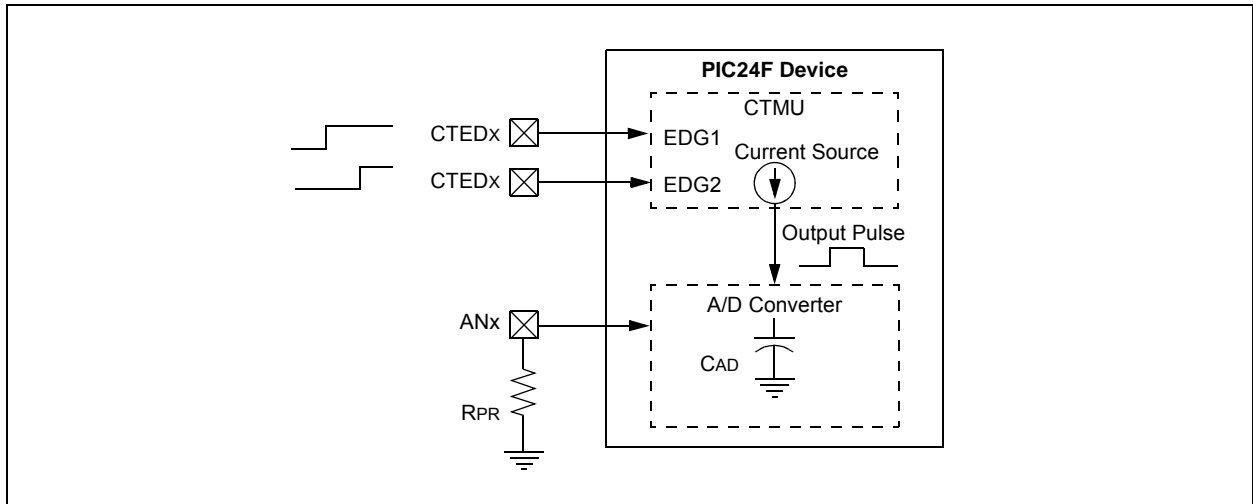 PIC24F Device
CTMU
CTEDX
EDG1
Current Source
CTEDX
EDG2
Output Pulse
A/D Converter
ANx
CAD
RPR